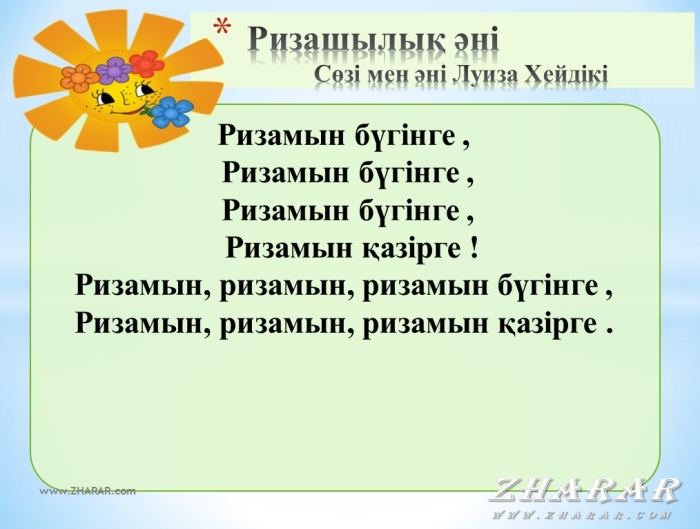 * Ризашылық әні
Сөзі мен әні Луиза Хейдікі
Ризамын бүгінге ,
Ризамын бүгінге ,
Ризамын бүгінге ,
Ризамын қазірге !
Ризамын, ризамын, ризамын бүгінге ,
Ризамын, ризамын, ризамын қазірге .
www.ZHARAR.com
ZHARAR
WWW.ZHARAR.COM